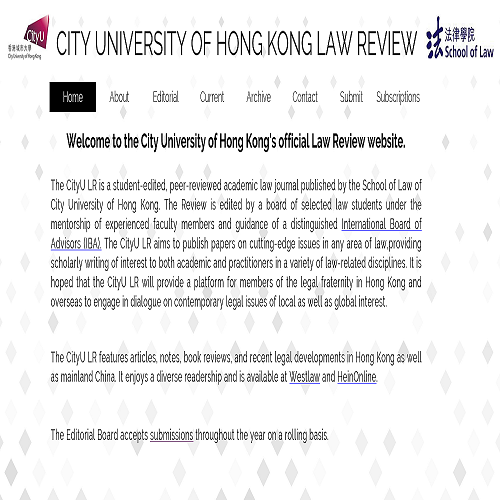 CityU
香港城市大學
City University of Hong Kong
CITY UNIVERSITY OF HONG KONG LAW REVIEW
法律學院
School of Law
Home About Editorial Current Archive Contact Submit Subscriptions
Welcome to the City University of Hong Kong's official Law Review website.
The CityU LR is a student-edited, peer-reviewed academic law journal published by the School of Law of
City University of Hong Kong. The Review is edited by a board of selected law students under the
mentorship of experienced faculty members and guidance of a distinguished International Board of
Advisors (IBA). The CityU LR aims to publish papers on cutting-edge issues in any area of law,providing
scholarly writing of interest to both academic and practitioners in a variety of law-related disciplines. It is
hoped that the CityU LR will provide a platform for members of the legal fraternity in Hong Kong and
overseas to engage in dialogue on contemporary legal issues of local as well as global interest.
The CityU LR features articles, notes, book reviews, and recent legal developments in Hong Kong as well
as mainland China. It enjoys a diverse readership and is available at Westlaw and HeinOnline.
The Editorial Board accepts submissions throughout the year on a rolling basis.